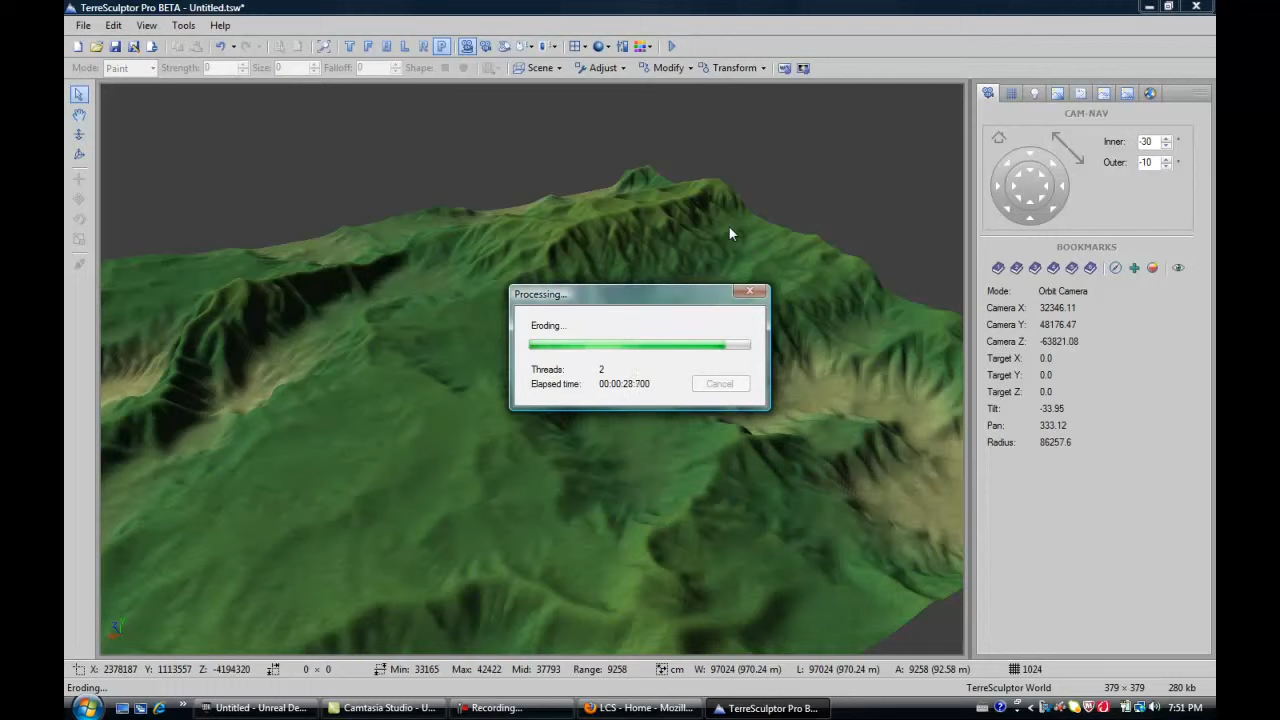 TerreSculptor Pro BETA - Untitled.tsw*
File Edit View Tools Help
T F B L R P
Mode: Paint Strength: 0 Size: 0 Falloff: 0 Shape: Scene Adjust Modify Transform
CAM-NAV
Inner: -30 °
Outer: -10 °
BOOKMARKS
Mode: Orbit Camera
Camera X: 32346.11
Camera Y: 48176.47
Camera Z: -63821.08
Target X: 0.0
Target Y: 0.0
Target Z: 0.0
Tilt: -33.95
Pan: 333.12
Radius: 86257.6
Processing...
Eroding...
Threads: 2
Elapsed time: 00:00:28:700
Cancel
X: 2378187 Y: 1113557 Z: -4194320 0 × 0 Min: 33165 Max: 42422 Mid: 37793 Range: 9258 cm W: 97024 (970.24 m) L: 97024 (970.24 m) A: 9258 (92.58 m) 1024
Eroding... TerreSculptor World 379 × 379 280 kb
Untitled - Unreal De... Camtasia Studio - U... Recording... LCS - Home - Mozill... TerreSculptor Pro B... 7:51 PM